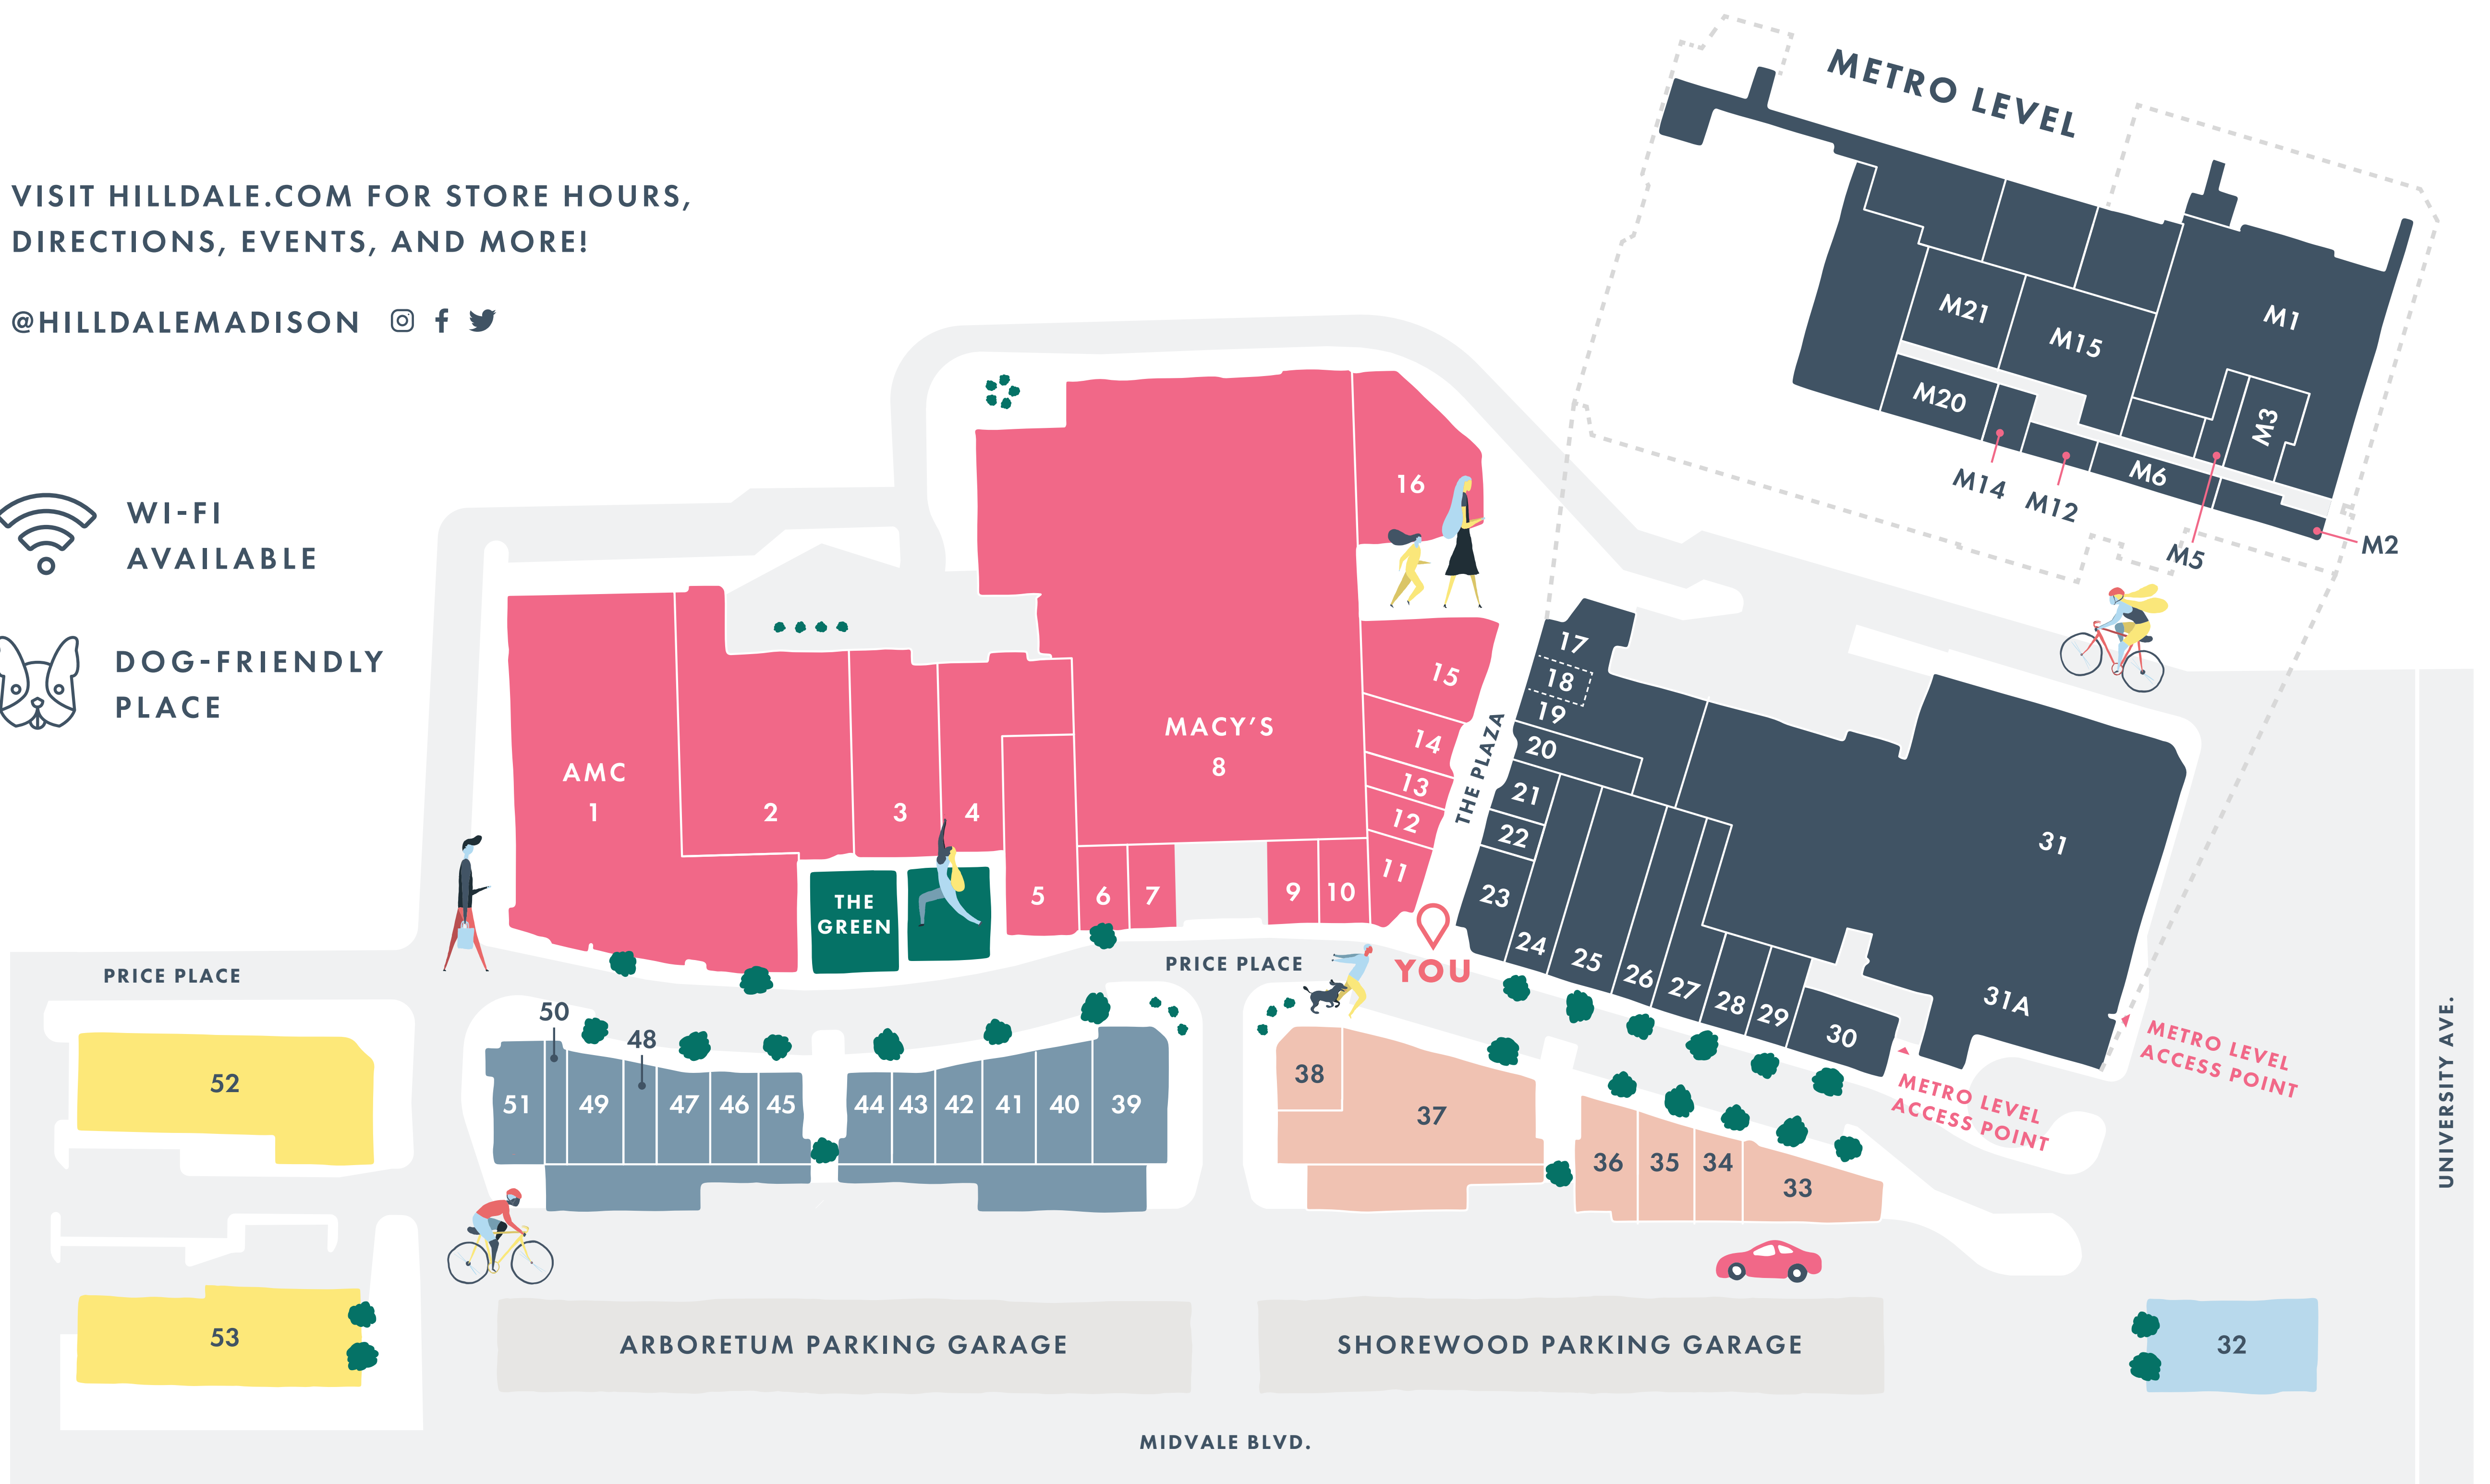 METRO LEVEL
VISIT HILLDALE.COM FOR STORE HOURS,
DIRECTIONS, EVENTS, AND MORE!
@HILLDALEMADISON
WI-FI
AVAILABLE
DOG-FRIENDLY
PLACE
M21
M15
M1
M20
M3
M14
M12
M6
M5
M2
16
MACY'S
8
AMC
1
2
3
4
5
6
7
9
10
11
12
13
14
15
THE PLAZA
17
18
19
20
21
22
23
24
25
26
27
28
29
30
31
31A
THE
GREEN
YOU
PRICE PLACE
PRICE PLACE
METRO LEVEL
ACCESS POINT
METRO LEVEL
ACCESS POINT
UNIVERSITY AVE.
52
50
48
51
49
47
46
45
44
43
42
41
40
39
38
37
36
35
34
33
53
ARBORETUM PARKING GARAGE
SHOREWOOD PARKING GARAGE
32
MIDVALE BLVD.